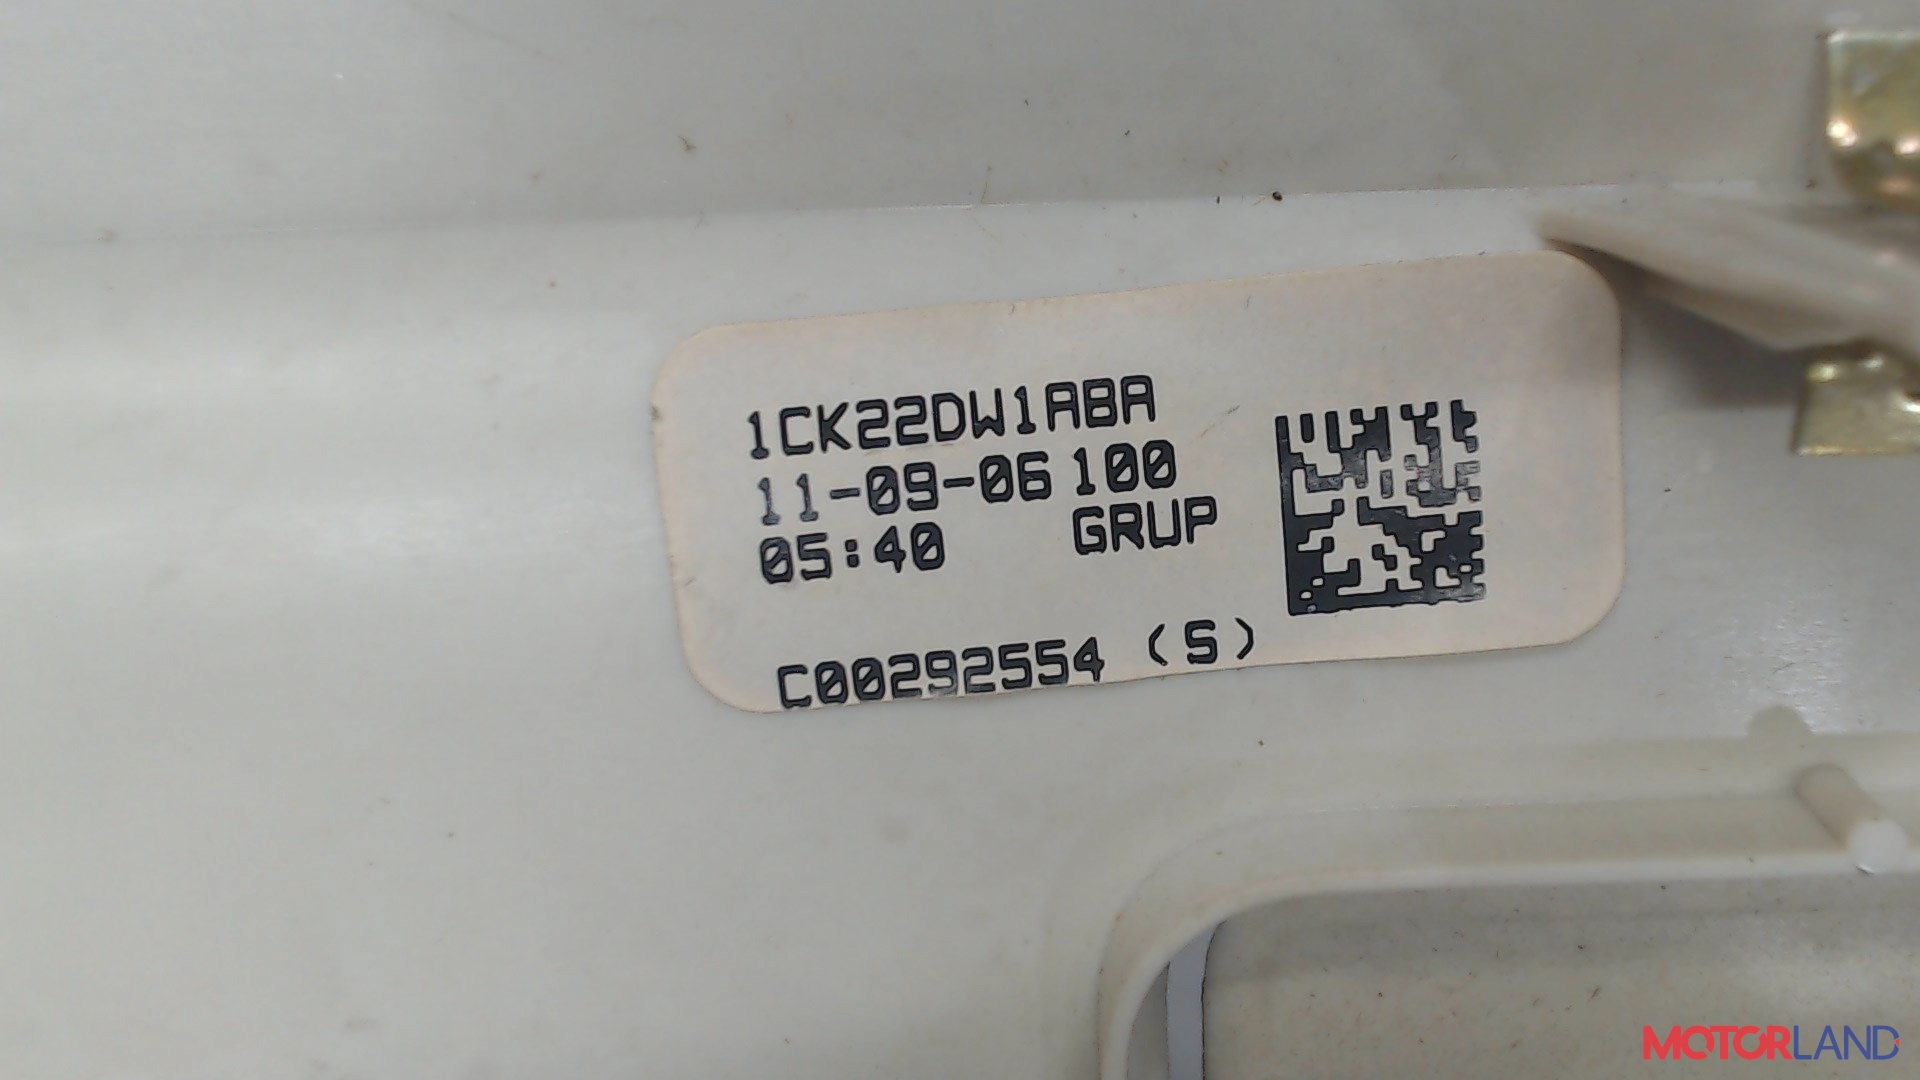 1CK22DW1ABA
11-09-06 100
05:40 GRUP
C00292554 (S)
MOTORLAND